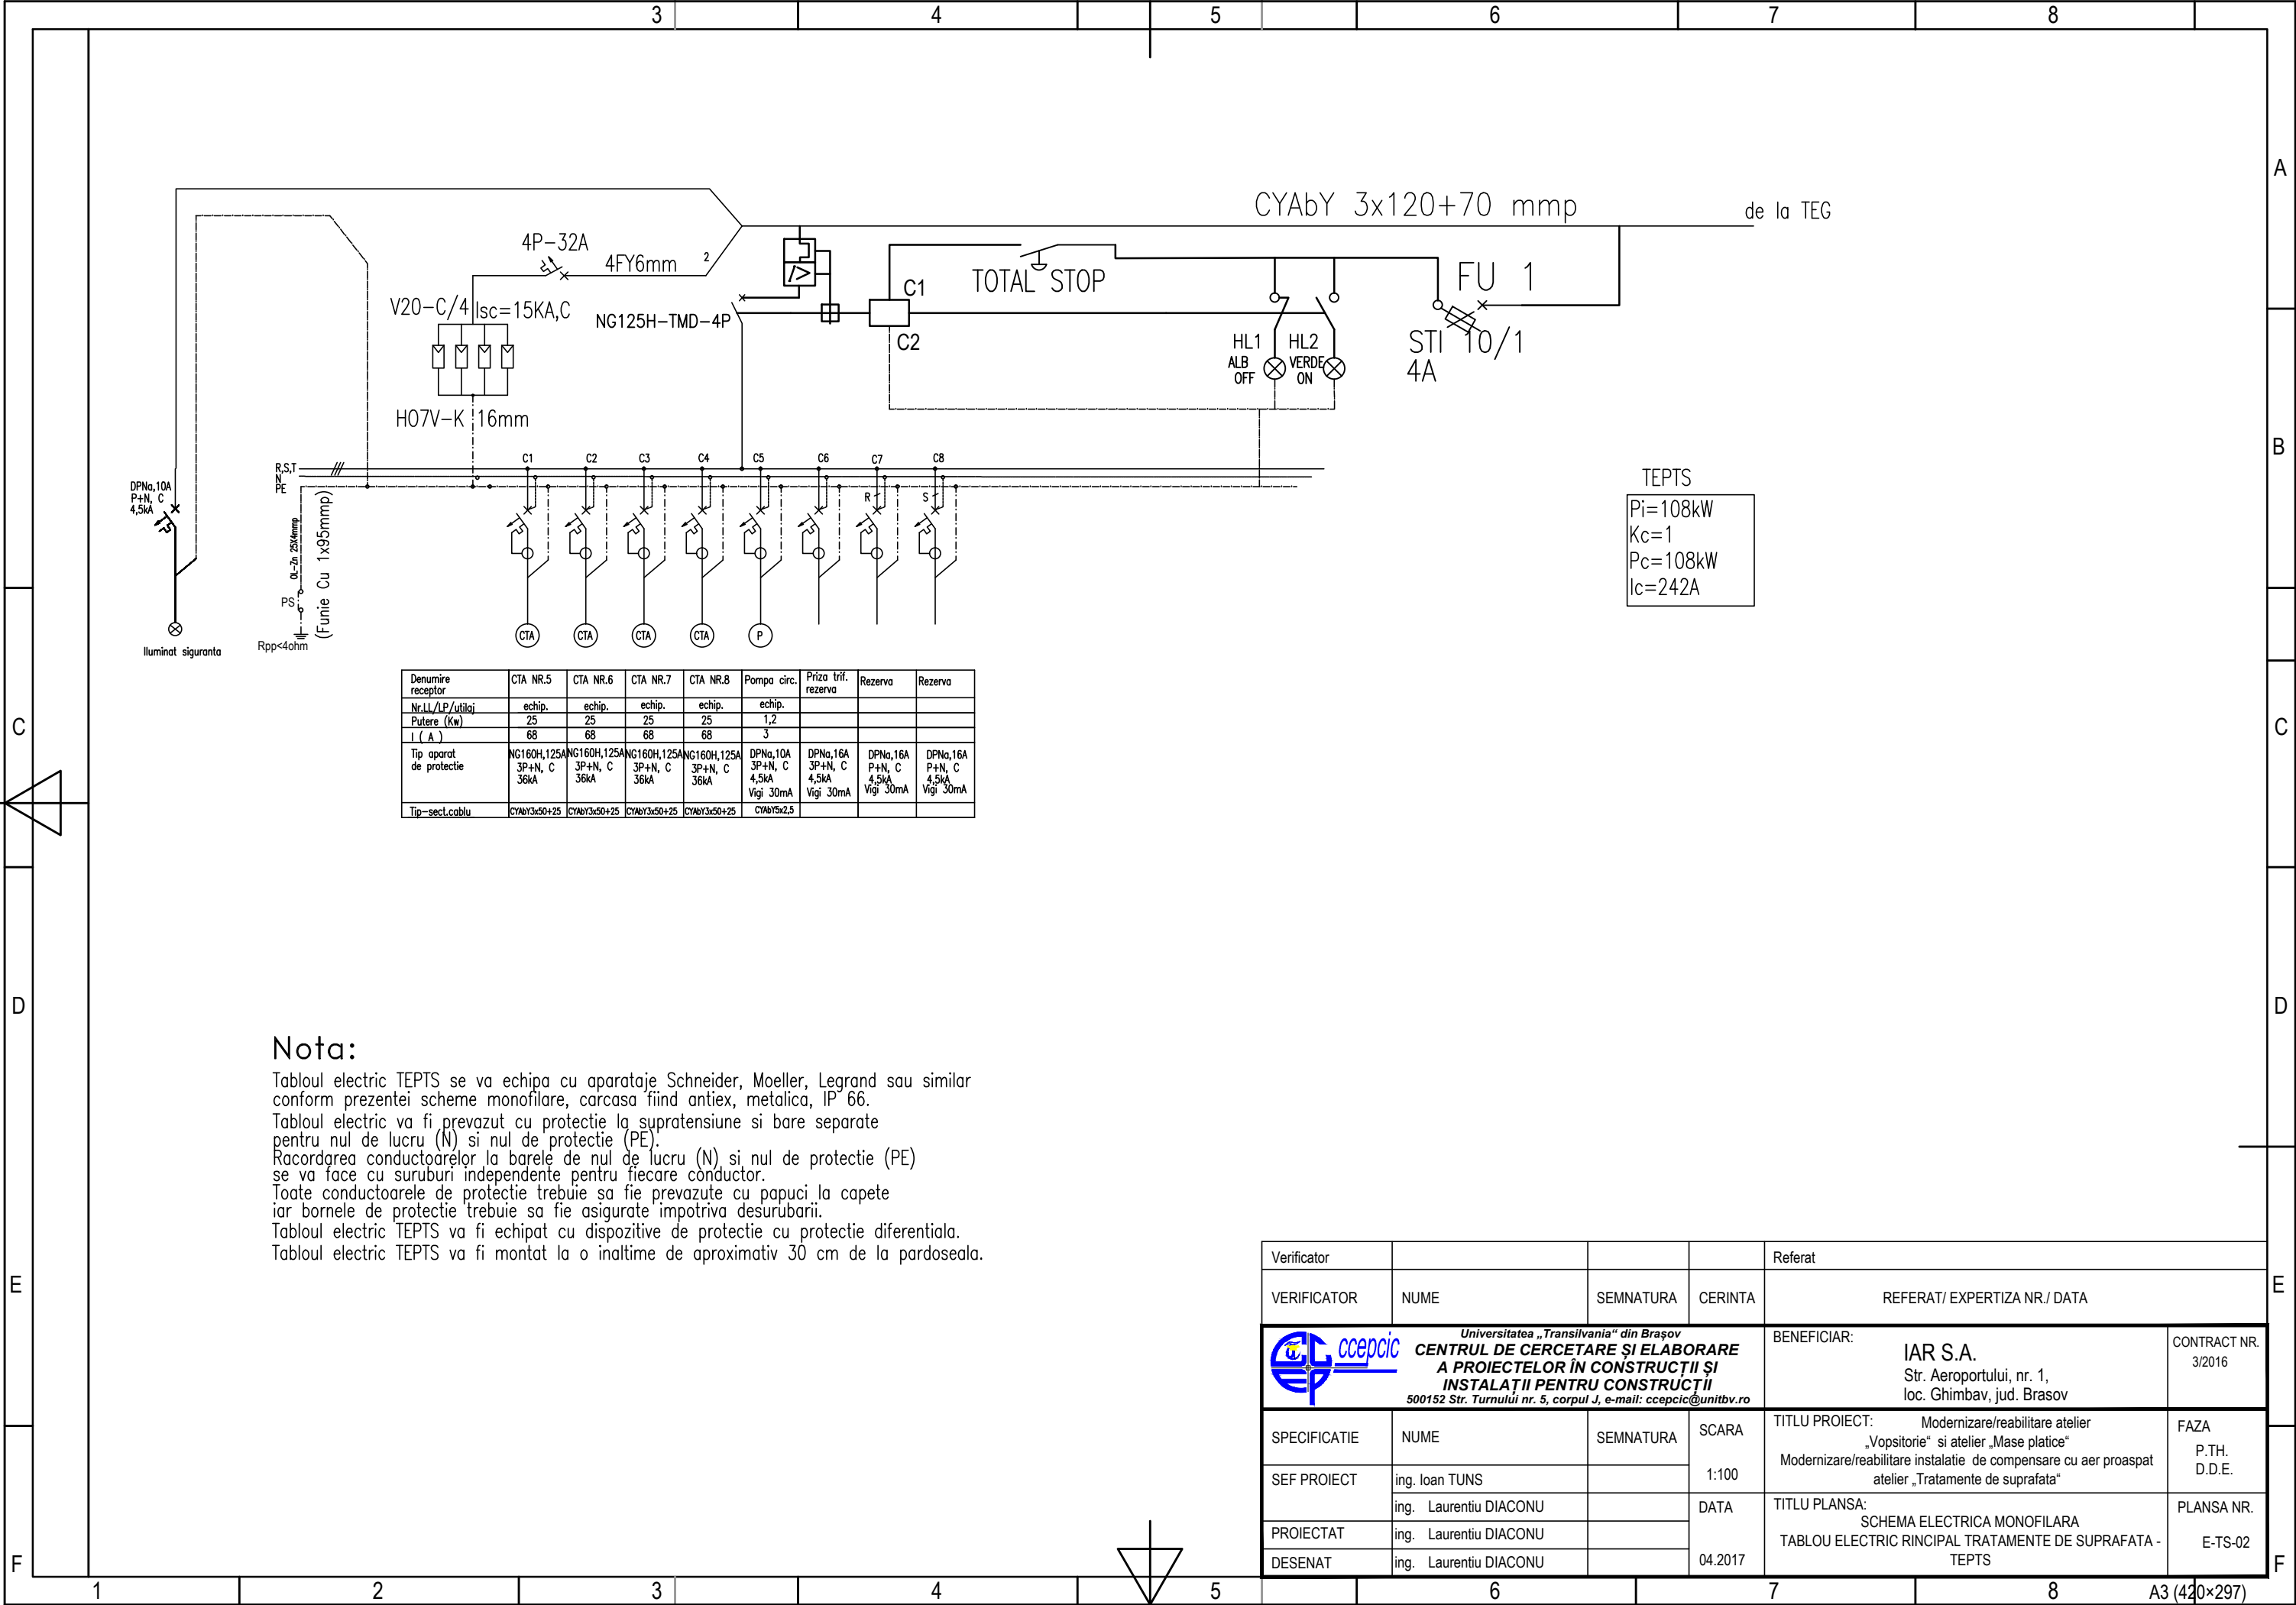 3 4 5 6 7 8
A
B
C
D
E
F
C
D
E
F
CYAbY 3x120+70 mmp
de la TEG
4P-32A
4FY6mm
2
TOTAL STOP
FU 1
C1
V20-C/4
Isc=15KA,C
NG125H-TMD-4P
C2
HL1
ALB
OFF
HL2
VERDE
ON
STI 10/1
4A
H07V-K 16mm
R,S,T
N
PE
C1 C2 C3 C4 C5 C6 C7 C8
R S
DPNa,10A
P+N, C
4,5kA
OL-Zn 25X4mmp
(Funie Cu 1x95mmp)
PS
Rpp<4ohm
Iluminat siguranta
CTA CTA CTA CTA P
TEPTS
Pi=108kW
Kc=1
Pc=108kW
Ic=242A
Denumire receptor CTA NR.5 CTA NR.6 CTA NR.7 CTA NR.8 Pompa circ. Priza trif. rezerva Rezerva Rezerva
Nr.LL/LP/utilaj echip. echip. echip. echip. echip.
Putere (Kw) 25 25 25 25 1,2
I ( A ) 68 68 68 68 3
Tip aparat NG160H,125A NG160H,125A NG160H,125A NG160H,125A DPNa,10A DPNa,16A DPNa,16A DPNa,16A
de protectie 3P+N, C 3P+N, C 3P+N, C 3P+N, C 3P+N, C 3P+N, C P+N, C P+N, C
36kA 36kA 36kA 36kA 4,5kA 4,5kA 4,5kA 4,5kA
Vigi 30mA Vigi 30mA Vigi 30mA Vigi 30mA
Tip-sect.cablu CYAbY3x50+25 CYAbY3x50+25 CYAbY3x50+25 CYAbY3x50+25 CYAbY5x2,5
Nota:
Tabloul electric TEPTS se va echipa cu aparataje Schneider, Moeller, Legrand sau similar
conform prezentei scheme monofilare, carcasa fiind antiex, metalica, IP 66.
Tabloul electric va fi prevazut cu protectie la supratensiune si bare separate
pentru nul de lucru (N) si nul de protectie (PE).
Racordarea conductoarelor la barele de nul de lucru (N) si nul de protectie (PE)
se va face cu suruburi independente pentru fiecare conductor.
Toate conductoarele de protectie trebuie sa fie prevazute cu papuci la capete
iar bornele de protectie trebuie sa fie asigurate impotriva desurubarii.
Tabloul electric TEPTS va fi echipat cu dispozitive de protectie cu protectie diferentiala.
Tabloul electric TEPTS va fi montat la o inaltime de aproximativ 30 cm de la pardoseala.
Verificator Referat
VERIFICATOR NUME SEMNATURA CERINTA REFERAT/ EXPERTIZA NR./ DATA
ccepcic
Universitatea „Transilvania“ din Brașov
CENTRUL DE CERCETARE ȘI ELABORARE
A PROIECTELOR ÎN CONSTRUCȚII ȘI
INSTALAȚII PENTRU CONSTRUCȚII
500152 Str. Turnului nr. 5, corpul J, e-mail: ccepcic@unitbv.ro
BENEFICIAR:
IAR S.A.
Str. Aeroportului, nr. 1,
loc. Ghimbav, jud. Brasov
CONTRACT NR.
3/2016
SPECIFICATIE NUME SEMNATURA SCARA
1:100
SEF PROIECT ing. Ioan TUNS
ing. Laurentiu DIACONU DATA
PROIECTAT ing. Laurentiu DIACONU
DESENAT ing. Laurentiu DIACONU 04.2017
TITLU PROIECT: Modernizare/reabilitare atelier
„Vopsitorie“ si atelier „Mase platice“
Modernizare/reabilitare instalatie de compensare cu aer proaspat
atelier „Tratamente de suprafata“
FAZA
P.TH.
D.D.E.
TITLU PLANSA:
SCHEMA ELECTRICA MONOFILARA
TABLOU ELECTRIC RINCIPAL TRATAMENTE DE SUPRAFATA -
TEPTS
PLANSA NR.
E-TS-02
1 2 3 4 5 6 7 8
A3 (420×297)